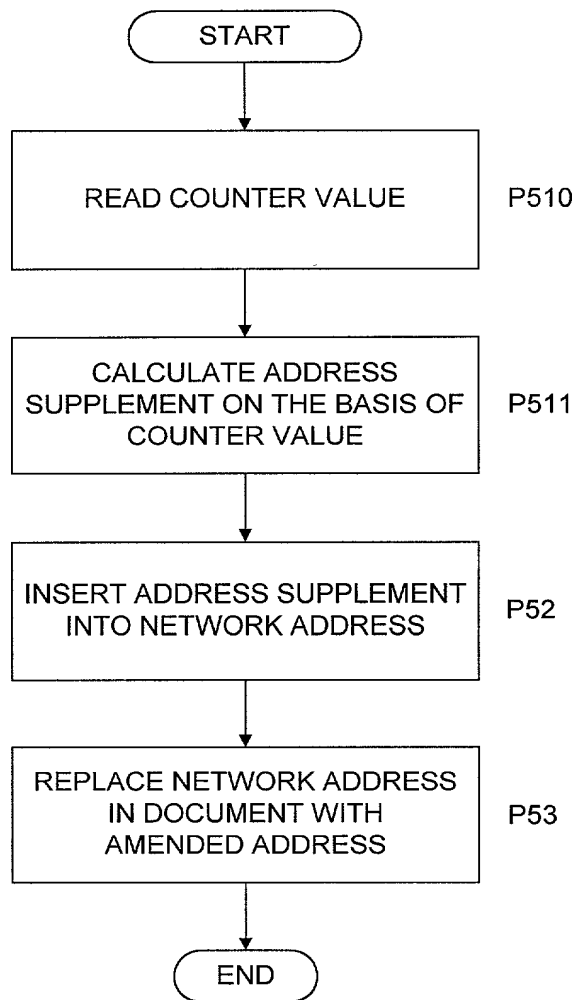 START
READ COUNTER VALUE
P510
CALCULATE ADDRESS
SUPPLEMENT ON THE BASIS OF
COUNTER VALUE
P511
INSERT ADDRESS SUPPLEMENT
INTO NETWORK ADDRESS
P52
REPLACE NETWORK ADDRESS
IN DOCUMENT WITH
AMENDED ADDRESS
P53
END